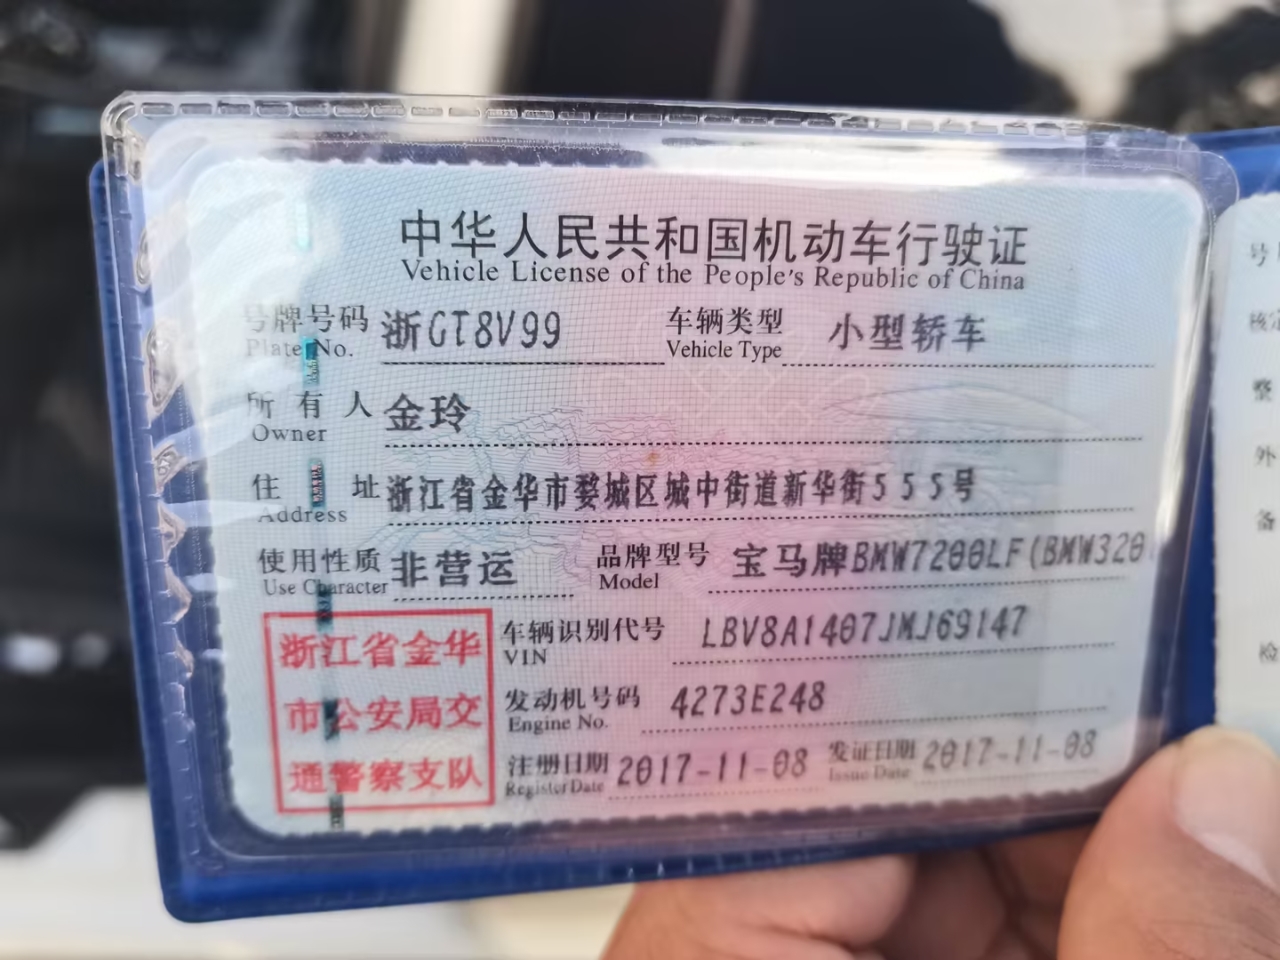 中华人民共和国机动车行驶证
Vehicle License of the People's Republic of China
号牌号码 浙GT8V99 车辆类型 小型轿车
Plate No. Vehicle Type
所有人 金玲
Owner
住址 浙江省金华市婺城区城中街道新华街555号
Address
使用性质 非营运 品牌型号 宝马牌BMW7200LF(BMW320
Use Character Model
浙江省金华
市公安局交
通警察支队
车辆识别代号 LBV8A1407JMJ69147
VIN
发动机号码 4273E248
Engine No.
注册日期 2017-11-08 发证日期 2017-11-08
Register Date Issue Date
号
核
整
外
备
检